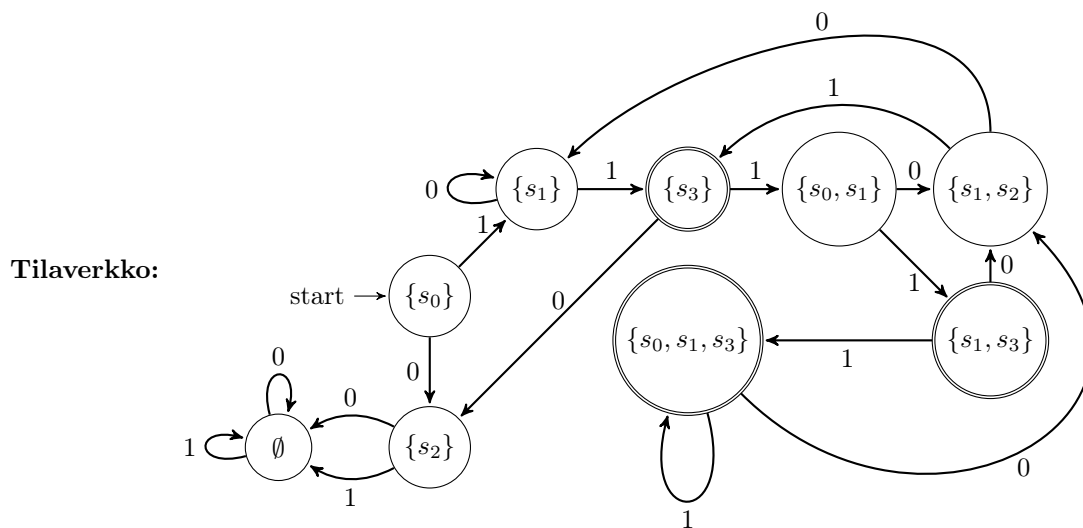 0
1
{s₁}
1
{s₃}
1
{s₀, s₁}
0
{s₁, s₂}
0
1
1
0
Tilaverkko:
start
{s₀}
0
{s₀, s₁, s₃}
1
{s₁, s₃}
0
0
0
1
∅
0
1
{s₂}
0
1